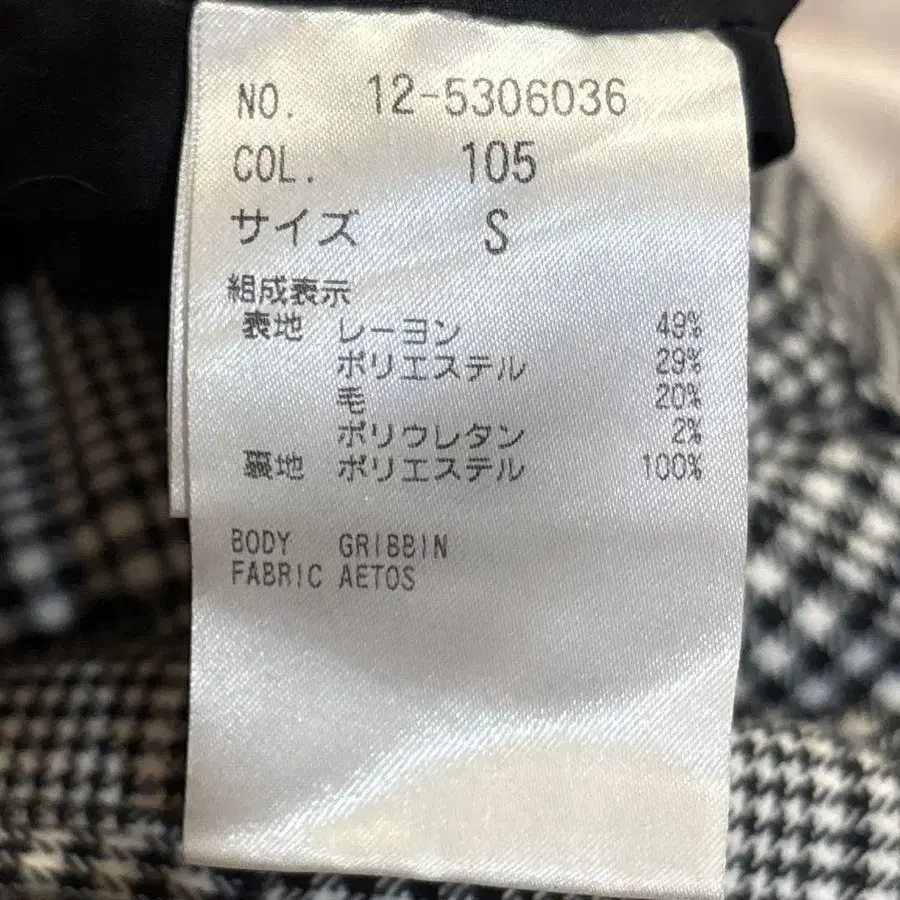 NO. 12-5306036
COL. 105
サイズ S
組成表示
表地 レーヨン 49%
ポリエステル 29%
毛 20%
ポリウレタン 2%
裏地 ポリエステル 100%
BODY GRIBBIN
FABRIC AETOS